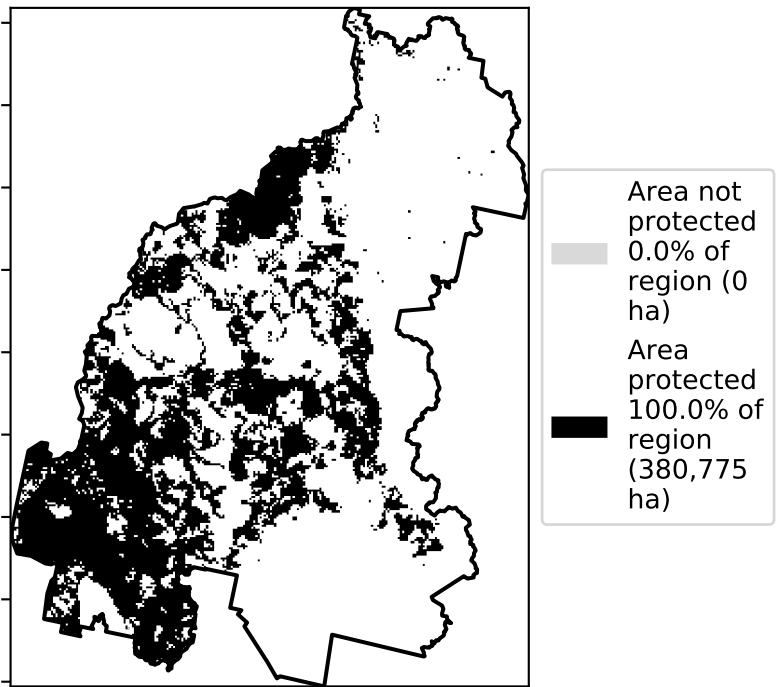 Area not
protected
0.0% of
region (0
ha)
Area
protected
100.0% of
region
(380,775
ha)